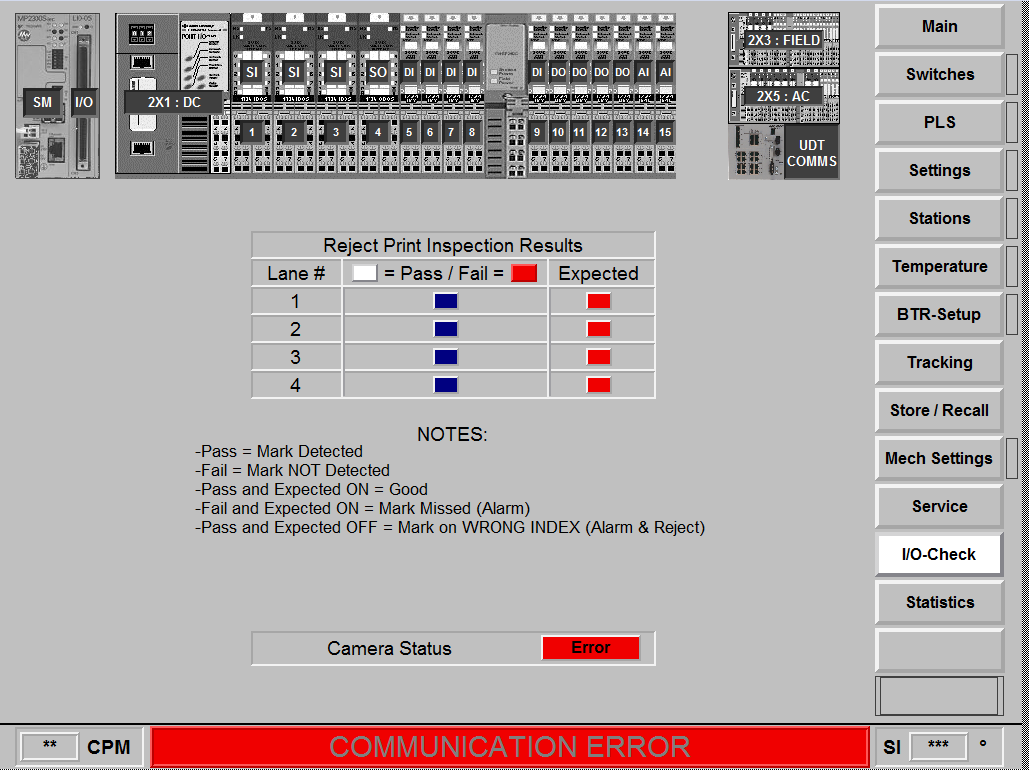 MP2300Siec LIO-05
SM I/O
2X1 : DC
POINT I/O
SI SI SI SO DI DI DI DI DI DO DO DO DO AI AI
1 2 3 4 5 6 7 8 9 10 11 12 13 14 15
2X3 : FIELD
2X5 : AC
UDT
COMMS
Reject Print Inspection Results
Lane # = Pass / Fail = Expected
1
2
3
4
NOTES:
-Pass = Mark Detected
-Fail = Mark NOT Detected
-Pass and Expected ON = Good
-Fail and Expected ON = Mark Missed (Alarm)
-Pass and Expected OFF = Mark on WRONG INDEX (Alarm & Reject)
Camera Status Error
Main
Switches
PLS
Settings
Stations
Temperature
BTR-Setup
Tracking
Store / Recall
Mech Settings
Service
I/O-Check
Statistics
** CPM COMMUNICATION ERROR SI *** °